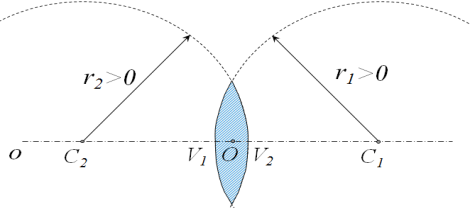 r₂>0
r₁>0
o C₂ V₁ O V₂ C₁